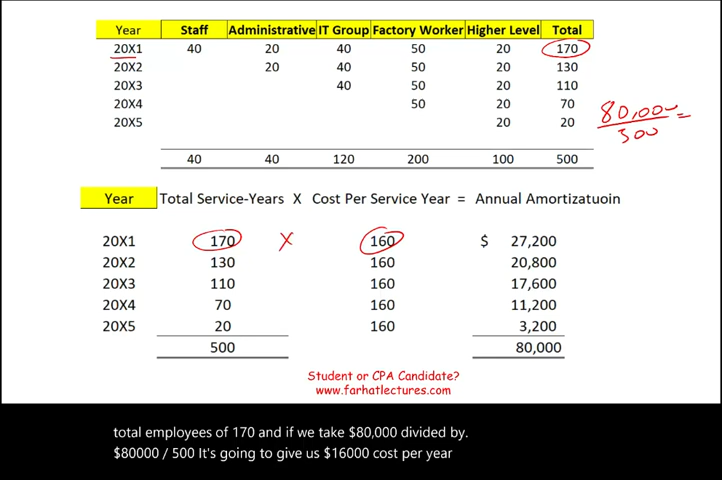 Year Staff Administrative IT Group Factory Worker Higher Level Total
20X1 40 20 40 50 20 170
20X2 20 40 50 20 130
20X3 40 50 20 110
20X4 50 20 70
20X5 20 20
80,000
500 =
40 40 120 200 100 500
Year Total Service-Years X Cost Per Service Year = Annual Amortizatuoin
20X1 170 X 160 $ 27,200
20X2 130 160 20,800
20X3 110 160 17,600
20X4 70 160 11,200
20X5 20 160 3,200
500 80,000
Student or CPA Candidate?
www.farhatlectures.com
total employees of 170 and if we take $80,000 divided by.
$80000 / 500 It's going to give us $16000 cost per year